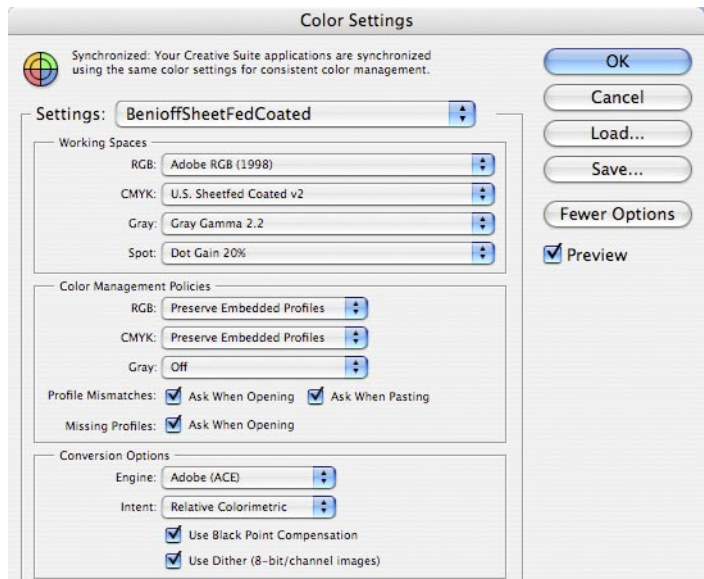 Color Settings
Synchronized: Your Creative Suite applications are synchronized
using the same color settings for consistent color management.
Settings: BenioffSheetFedCoated
Working Spaces
RGB: Adobe RGB (1998)
CMYK: U.S. Sheetfed Coated v2
Gray: Gray Gamma 2.2
Spot: Dot Gain 20%
Color Management Policies
RGB: Preserve Embedded Profiles
CMYK: Preserve Embedded Profiles
Gray: Off
Profile Mismatches: Ask When Opening Ask When Pasting
Missing Profiles: Ask When Opening
Conversion Options
Engine: Adobe (ACE)
Intent: Relative Colorimetric
Use Black Point Compensation
Use Dither (8-bit/channel images)
OK
Cancel
Load...
Save...
Fewer Options
Preview